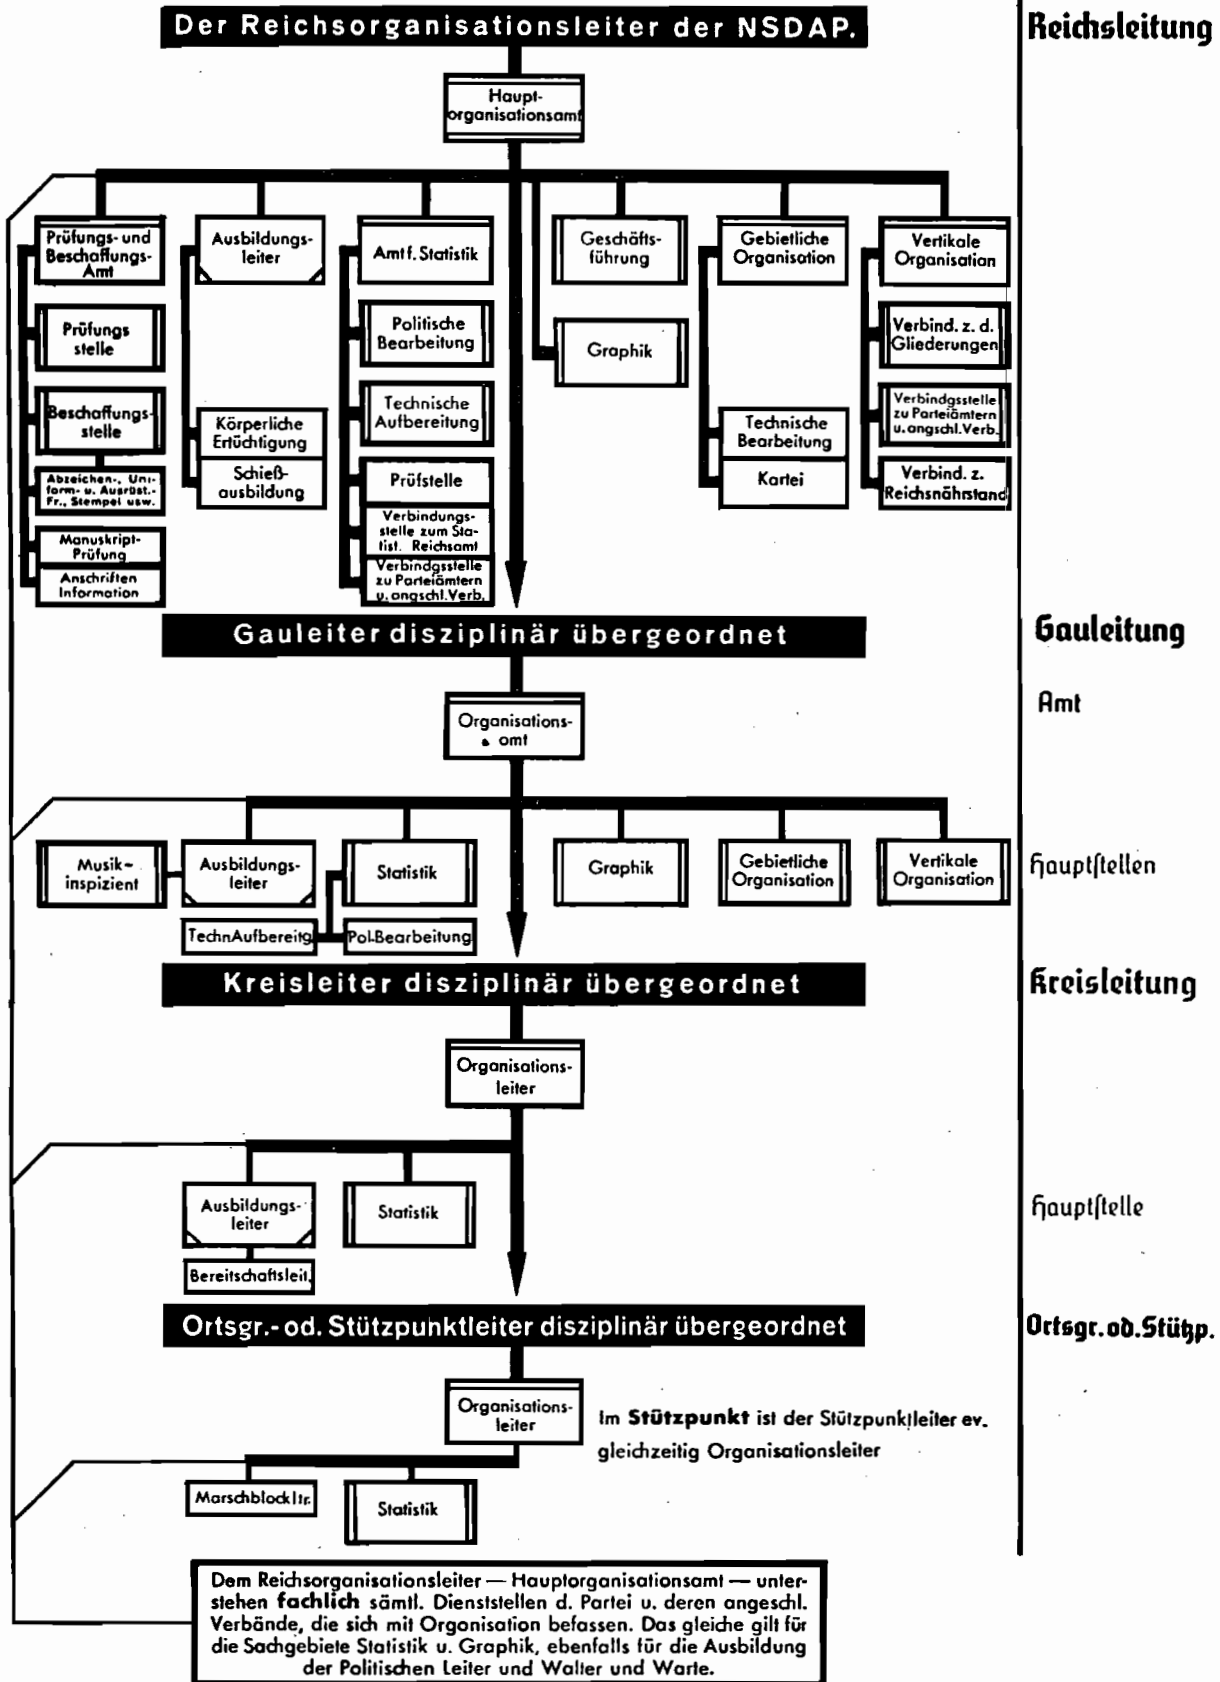 Der Reichsorganisationsleiter der NSDAP.
Reichsleitung
Haupt-
organisationsamt
Prüfungs- und
Beschaffungs-
Amt
Prüfungs
stelle
Beschaffungs-
stelle
Abzeichen-, Uni-
form- u. Ausrüst.-
Fr., Stempel usw.
Manuskript-
Prüfung
Anschriften
Information
Ausbildungs-
leiter
Körperliche
Ertüchtigung
Schieß-
ausbildung
Amt f. Statistik
Politische
Bearbeitung
Technische
Aufbereitung
Prüfstelle
Verbindungs-
stelle zum Sta-
tist. Reichsamt
Verbindgsstelle
zu Parteiämtern
u. angschl. Verb.
Geschäfts-
führung
Graphik
Gebietliche
Organisation
Technische
Bearbeitung
Kartei
Vertikale
Organisation
Verbind. z. d.
Gliederungen
Verbindgsstelle
zu Parteiämtern
u. angschl. Verb.
Verbind. z.
Reichsnährstand
Gauleiter disziplinär übergeordnet
Gauleitung
Organisations-
amt
Amt
Musik-
inspizient
Ausbildungs-
leiter
Statistik
Techn Aufbereitg.
Pol.Bearbeitung
Graphik
Gebietliche
Organisation
Vertikale
Organisation
Hauptſtellen
Kreisleiter disziplinär übergeordnet
Kreisleitung
Organisations-
leiter
Ausbildungs-
leiter
Statistik
Bereitschaftsleit.
Hauptſtelle
Ortsgr.- od. Stützpunktleiter disziplinär übergeordnet
Ortsgr. od. Stützp.
Organisations-
leiter
Im Stützpunkt ist der Stützpunktleiter ev.
gleichzeitig Organisationsleiter
Marschblockltr.
Statistik
Dem Reichsorganisationsleiter — Hauptorganisationsamt — unter-
stehen fachlich sämtl. Dienststellen d. Partei u. deren angeschl.
Verbände, die sich mit Organisation befassen. Das gleiche gilt für
die Sachgebiete Statistik u. Graphik, ebenfalls für die Ausbildung
der Politischen Leiter und Walter und Warte.